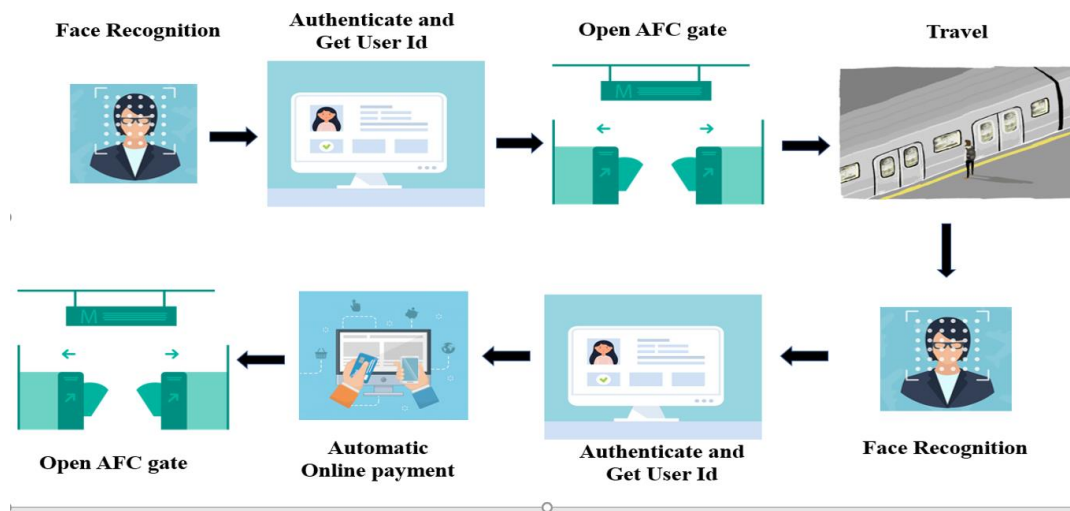 Face Recognition
Authenticate and
Get User Id
Open AFC gate
Travel
M
M
Open AFC gate
Automatic
Online payment
Authenticate and
Get User Id
Face Recognition